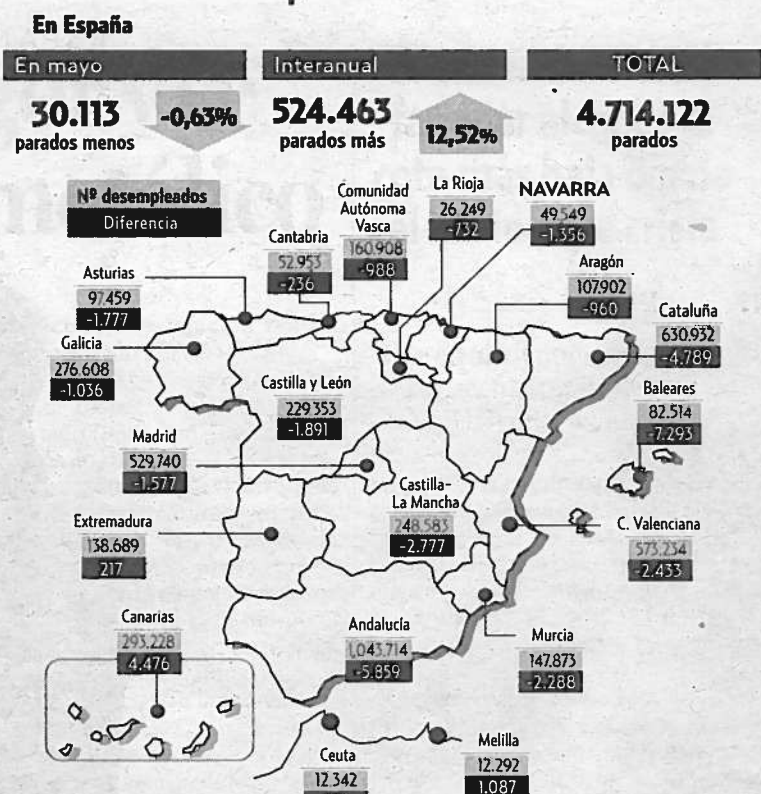 En España
En mayo
Interanual
TOTAL
30.113
parados menos
-0,63%
524.463
parados más
12,52%
4.714.122
parados
Nº desempleados
Diferencia
Cantabria
52.953
-236
Comunidad
Autónoma
Vasca
160.908
-988
La Rioja
26.249
-732
NAVARRA
49.549
-1.356
Asturias
97.459
-1.777
Aragón
107.902
-960
Galicia
276.608
-1.036
Cataluña
630.932
-4.789
Castilla y León
229.353
-1.891
Baleares
82.514
-7.293
Madrid
529.740
-1.577
Castilla-
La Mancha
248.583
-2.777
Extremadura
138.689
217
C. Valenciana
573.234
-2.433
Canarias
293.228
4.476
Andalucía
1.043.714
-5.859
Murcia
147.873
-2.288
Ceuta
12.342
Melilla
12.292
1.087